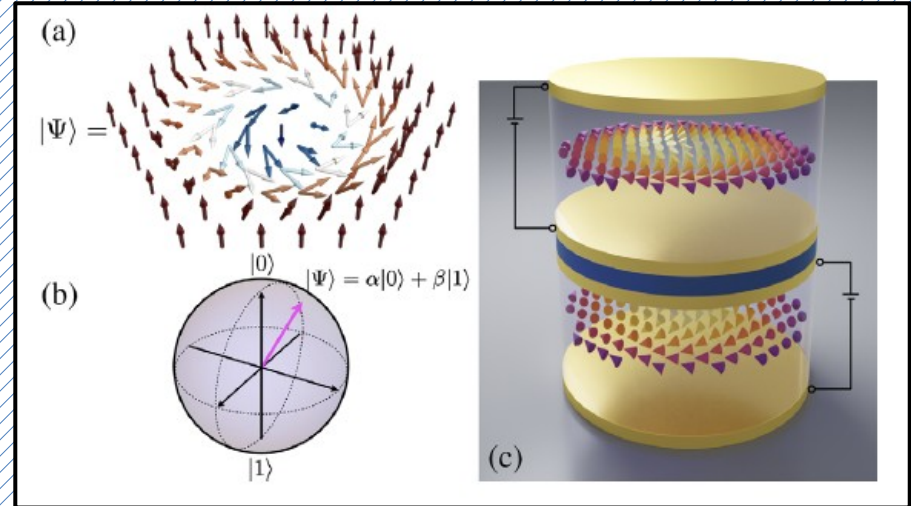 (a)
|Ψ⟩ =
|0⟩
|Ψ⟩ = α|0⟩ + β|1⟩
(b)
|1⟩
(c)